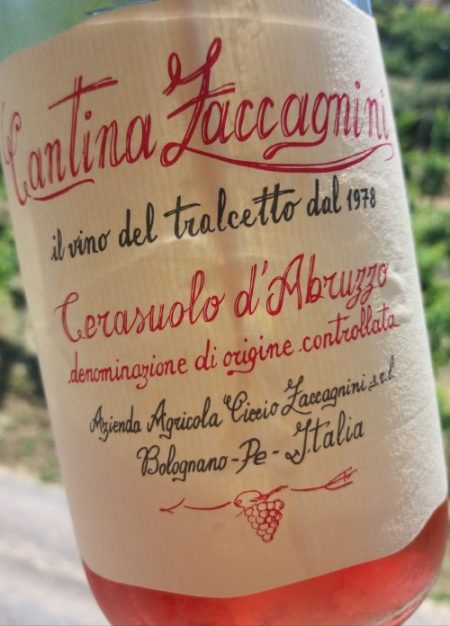 Cantina Zaccagnini
il vino del tralcetto dal 1978
Cerasuolo d'Abruzzo
denominazione di origine controllata
Azienda Agricola Ciccio Zaccagnini s.r.l.
Bolognano - Pe - Italia